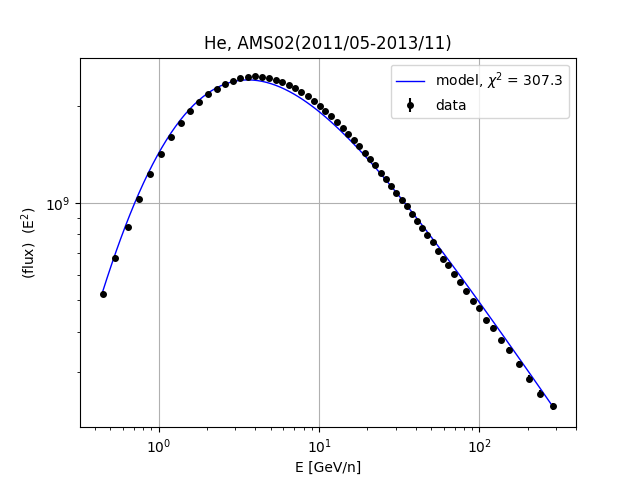 He, AMS02(2011/05-2013/11)
model, χ² = 307.3
data
10⁹
(flux) (E²)
10⁰ 10¹ 10²
E [GeV/n]